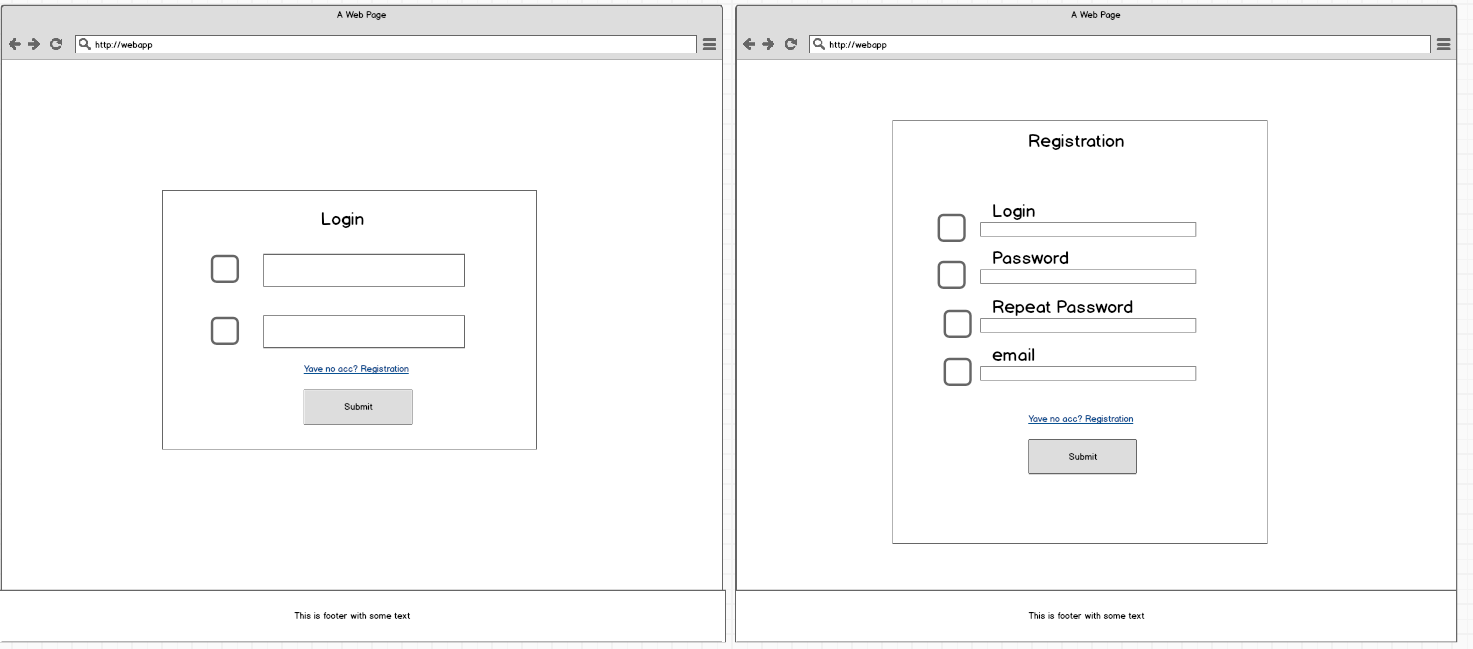 A Web Page
http://webapp
Login
Yave no acc? Registration
Submit
This is footer with some text
A Web Page
http://webapp
Registration
Login
Password
Repeat Password
email
Yave no acc? Registration
Submit
This is footer with some text